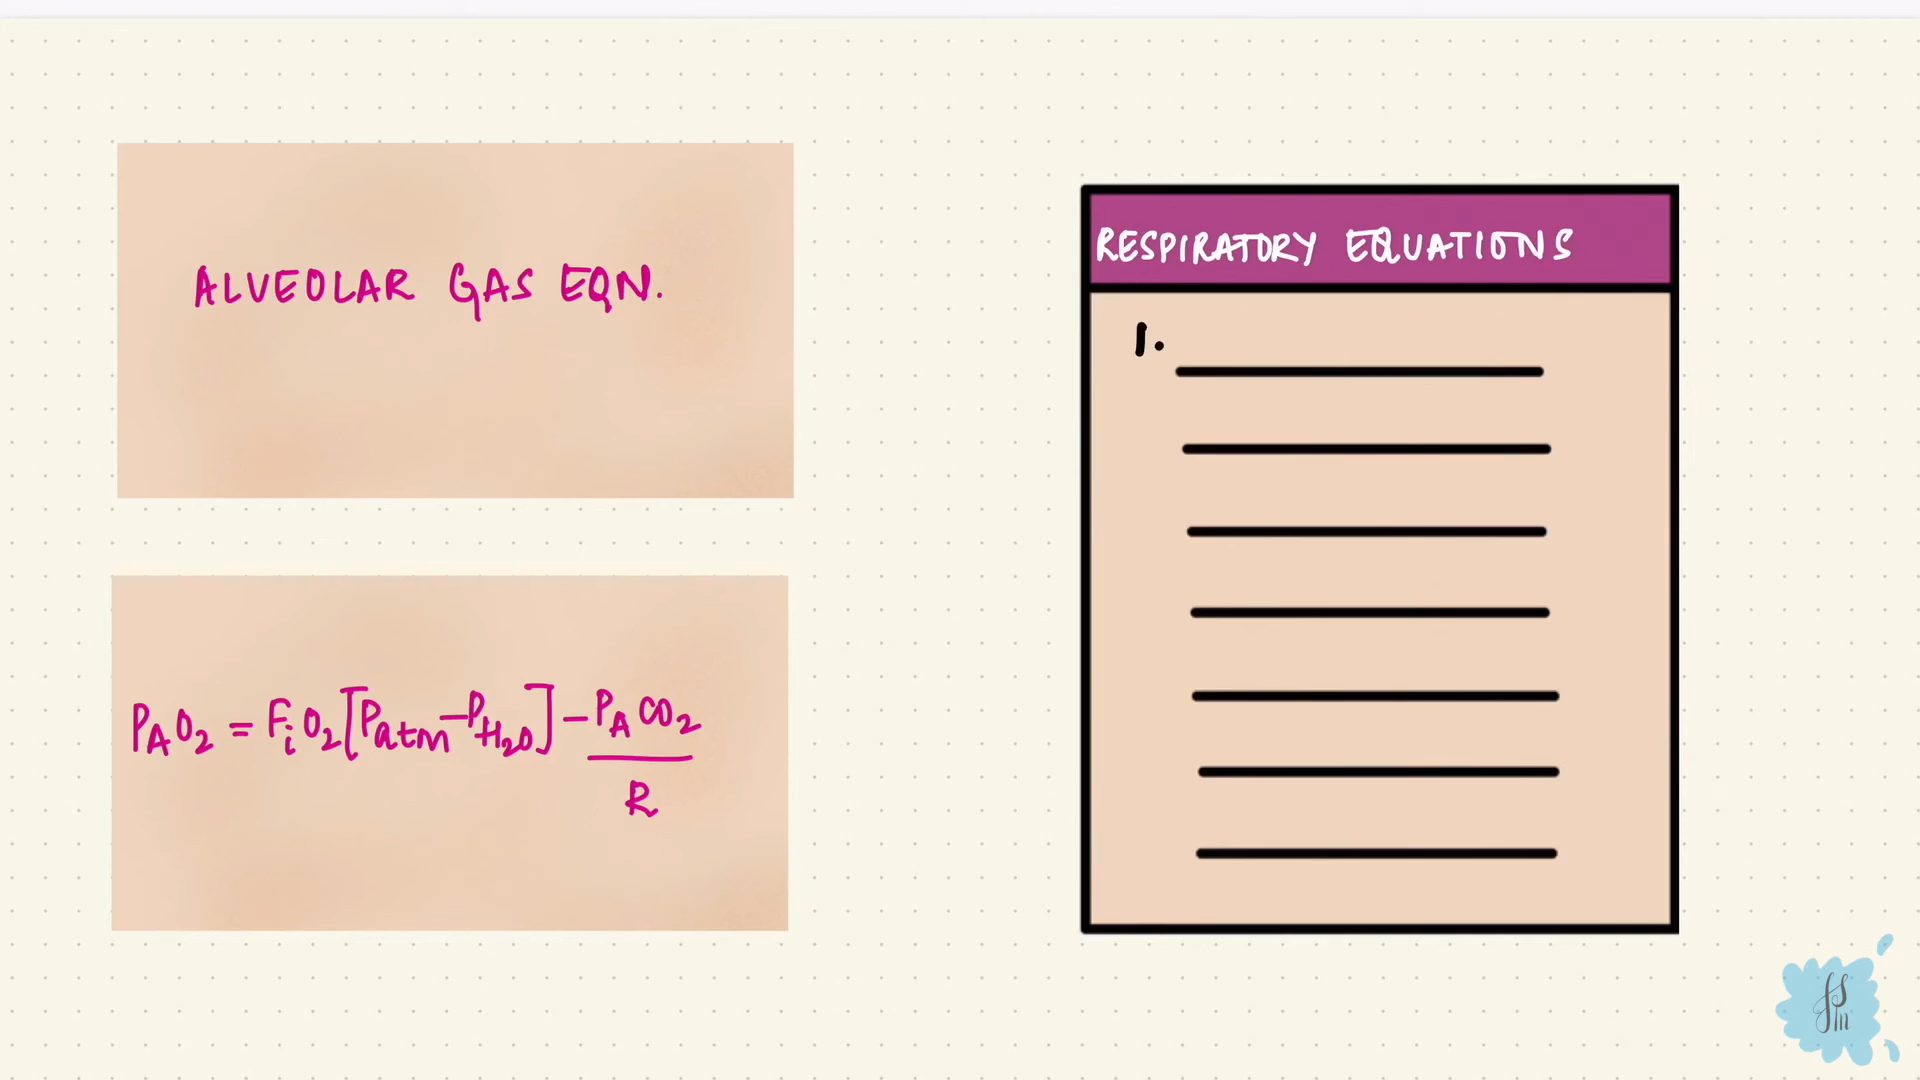 ALVEOLAR GAS EQN.
PAO2 = FiO2[Patm-PH2O] - PACO2
R
RESPIRATORY EQUATIONS
1.